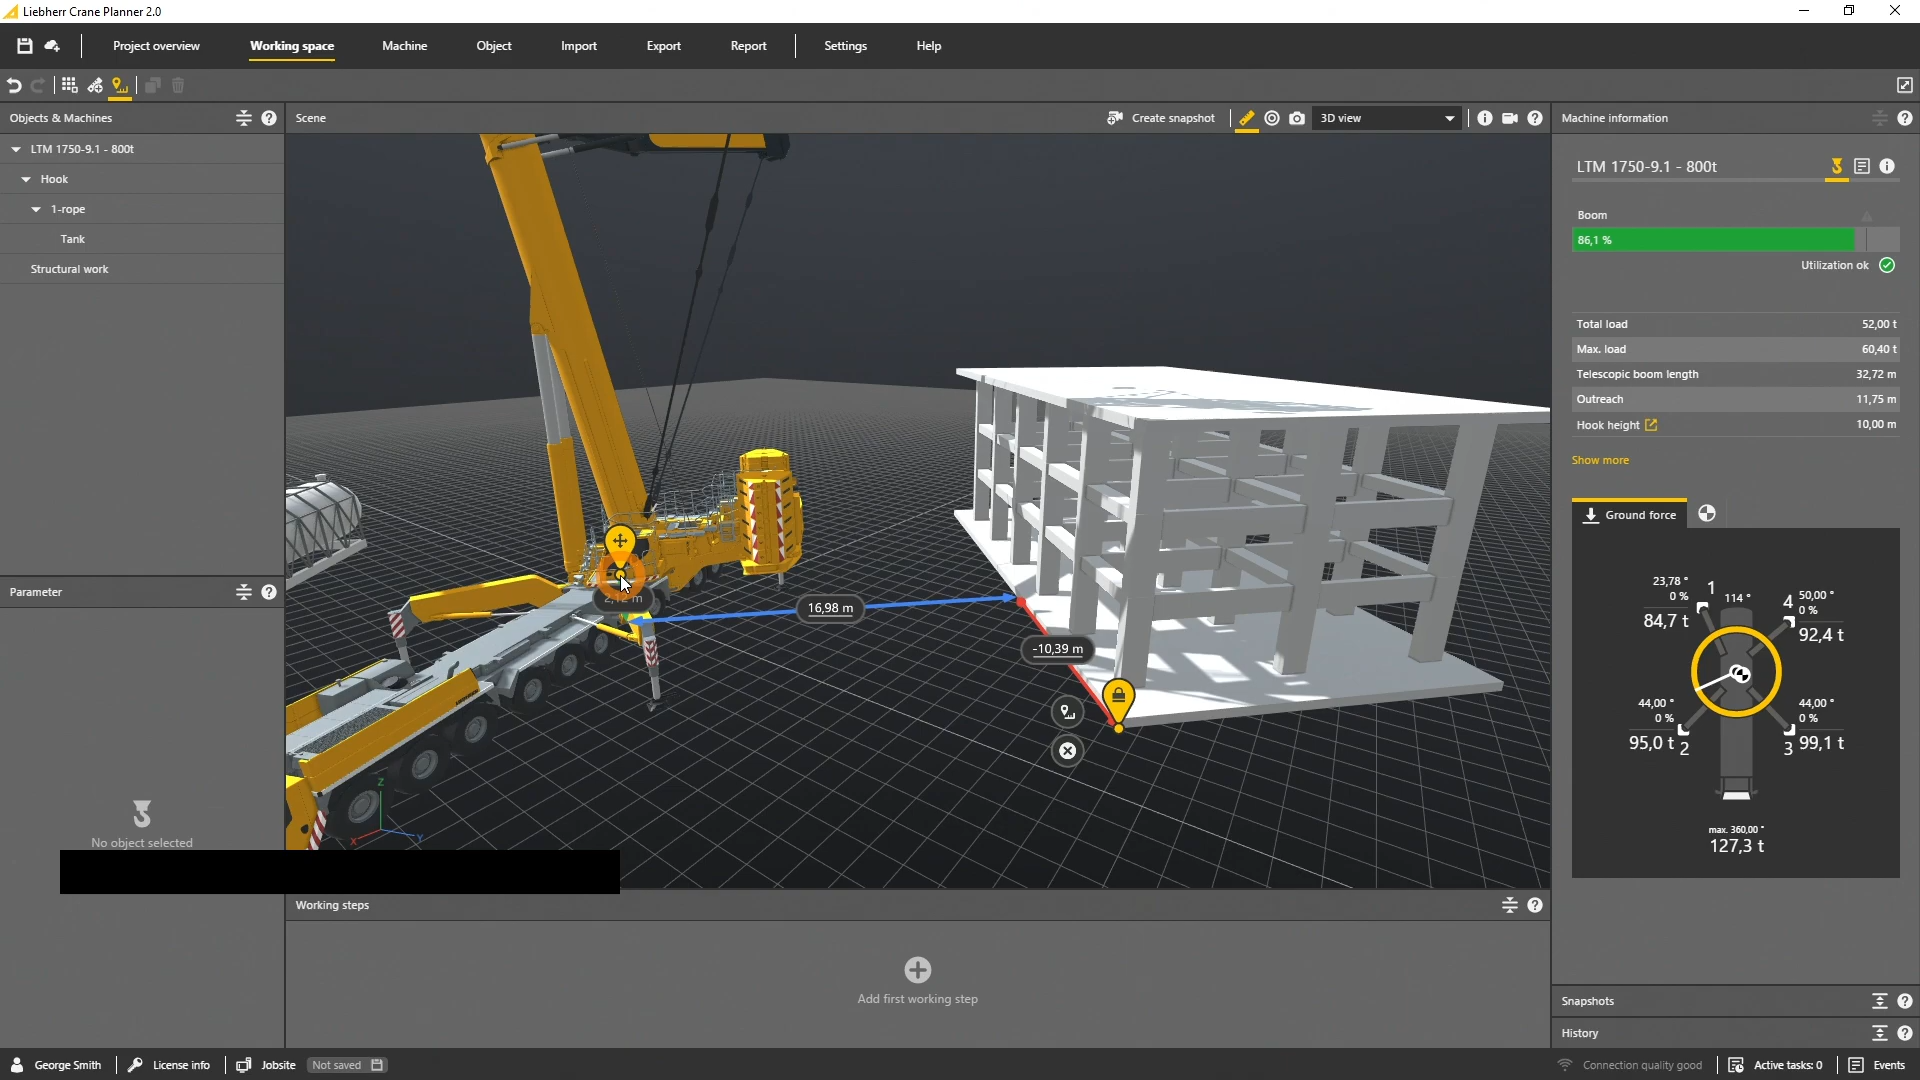 Liebherr Crane Planner 2.0
Project overview
Working space
Machine
Object
Import
Export
Report
Settings
Help
Objects & Machines
LTM 1750-9.1 - 800t
Hook
1-rope
Tank
Structural work
Parameter
No object selected
Scene
Create snapshot
3D view
2,12 m
16,98 m
-10,39 m
Z
X
Y
Working steps
Add first working step
Machine information
LTM 1750-9.1 - 800t
Boom
86,1 %
Utilization ok
Total load 52,00 t
Max. load 60,40 t
Telescopic boom length 32,72 m
Outreach 11,75 m
Hook height 10,00 m
Show more
Ground force
23,78 °
0 %
84,7 t
1
114 °
4
50,00 °
0 %
92,4 t
44,00 °
0 %
95,0 t
2
44,00 °
0 %
3
99,1 t
max. 360,00 °
127,3 t
Snapshots
History
George Smith
License info
Jobsite
Not saved
Connection quality good
Active tasks: 0
Events